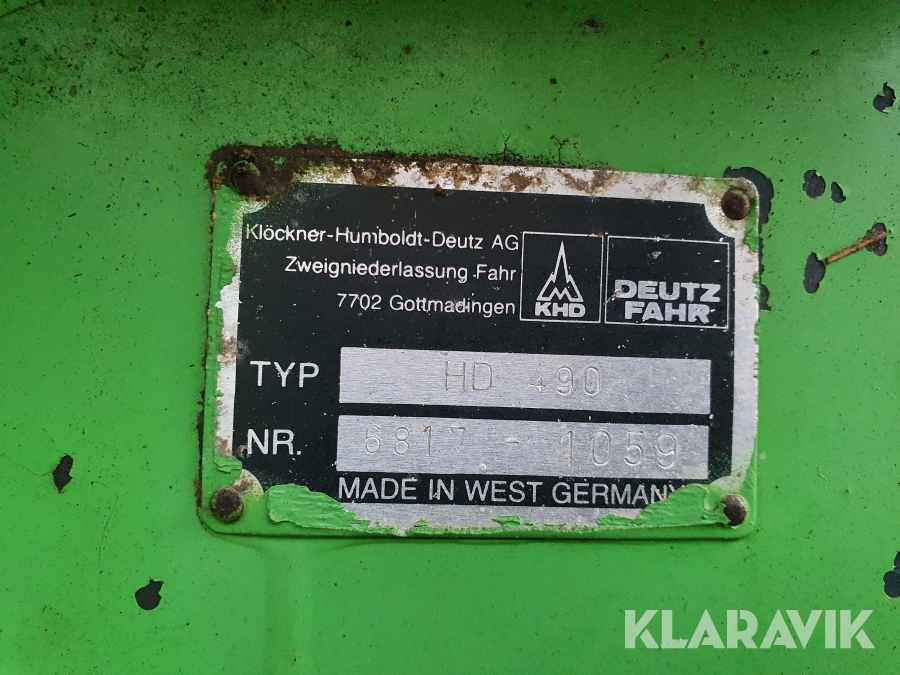 Klöckner-Humboldt-Deutz AG
Zweigniederlassung Fahr
7702 Gottmadingen
KHD
DEUTZ
FAHR
TYP HD 490
NR. 6817 - 1059
MADE IN WEST GERMANY
KLARAVIK